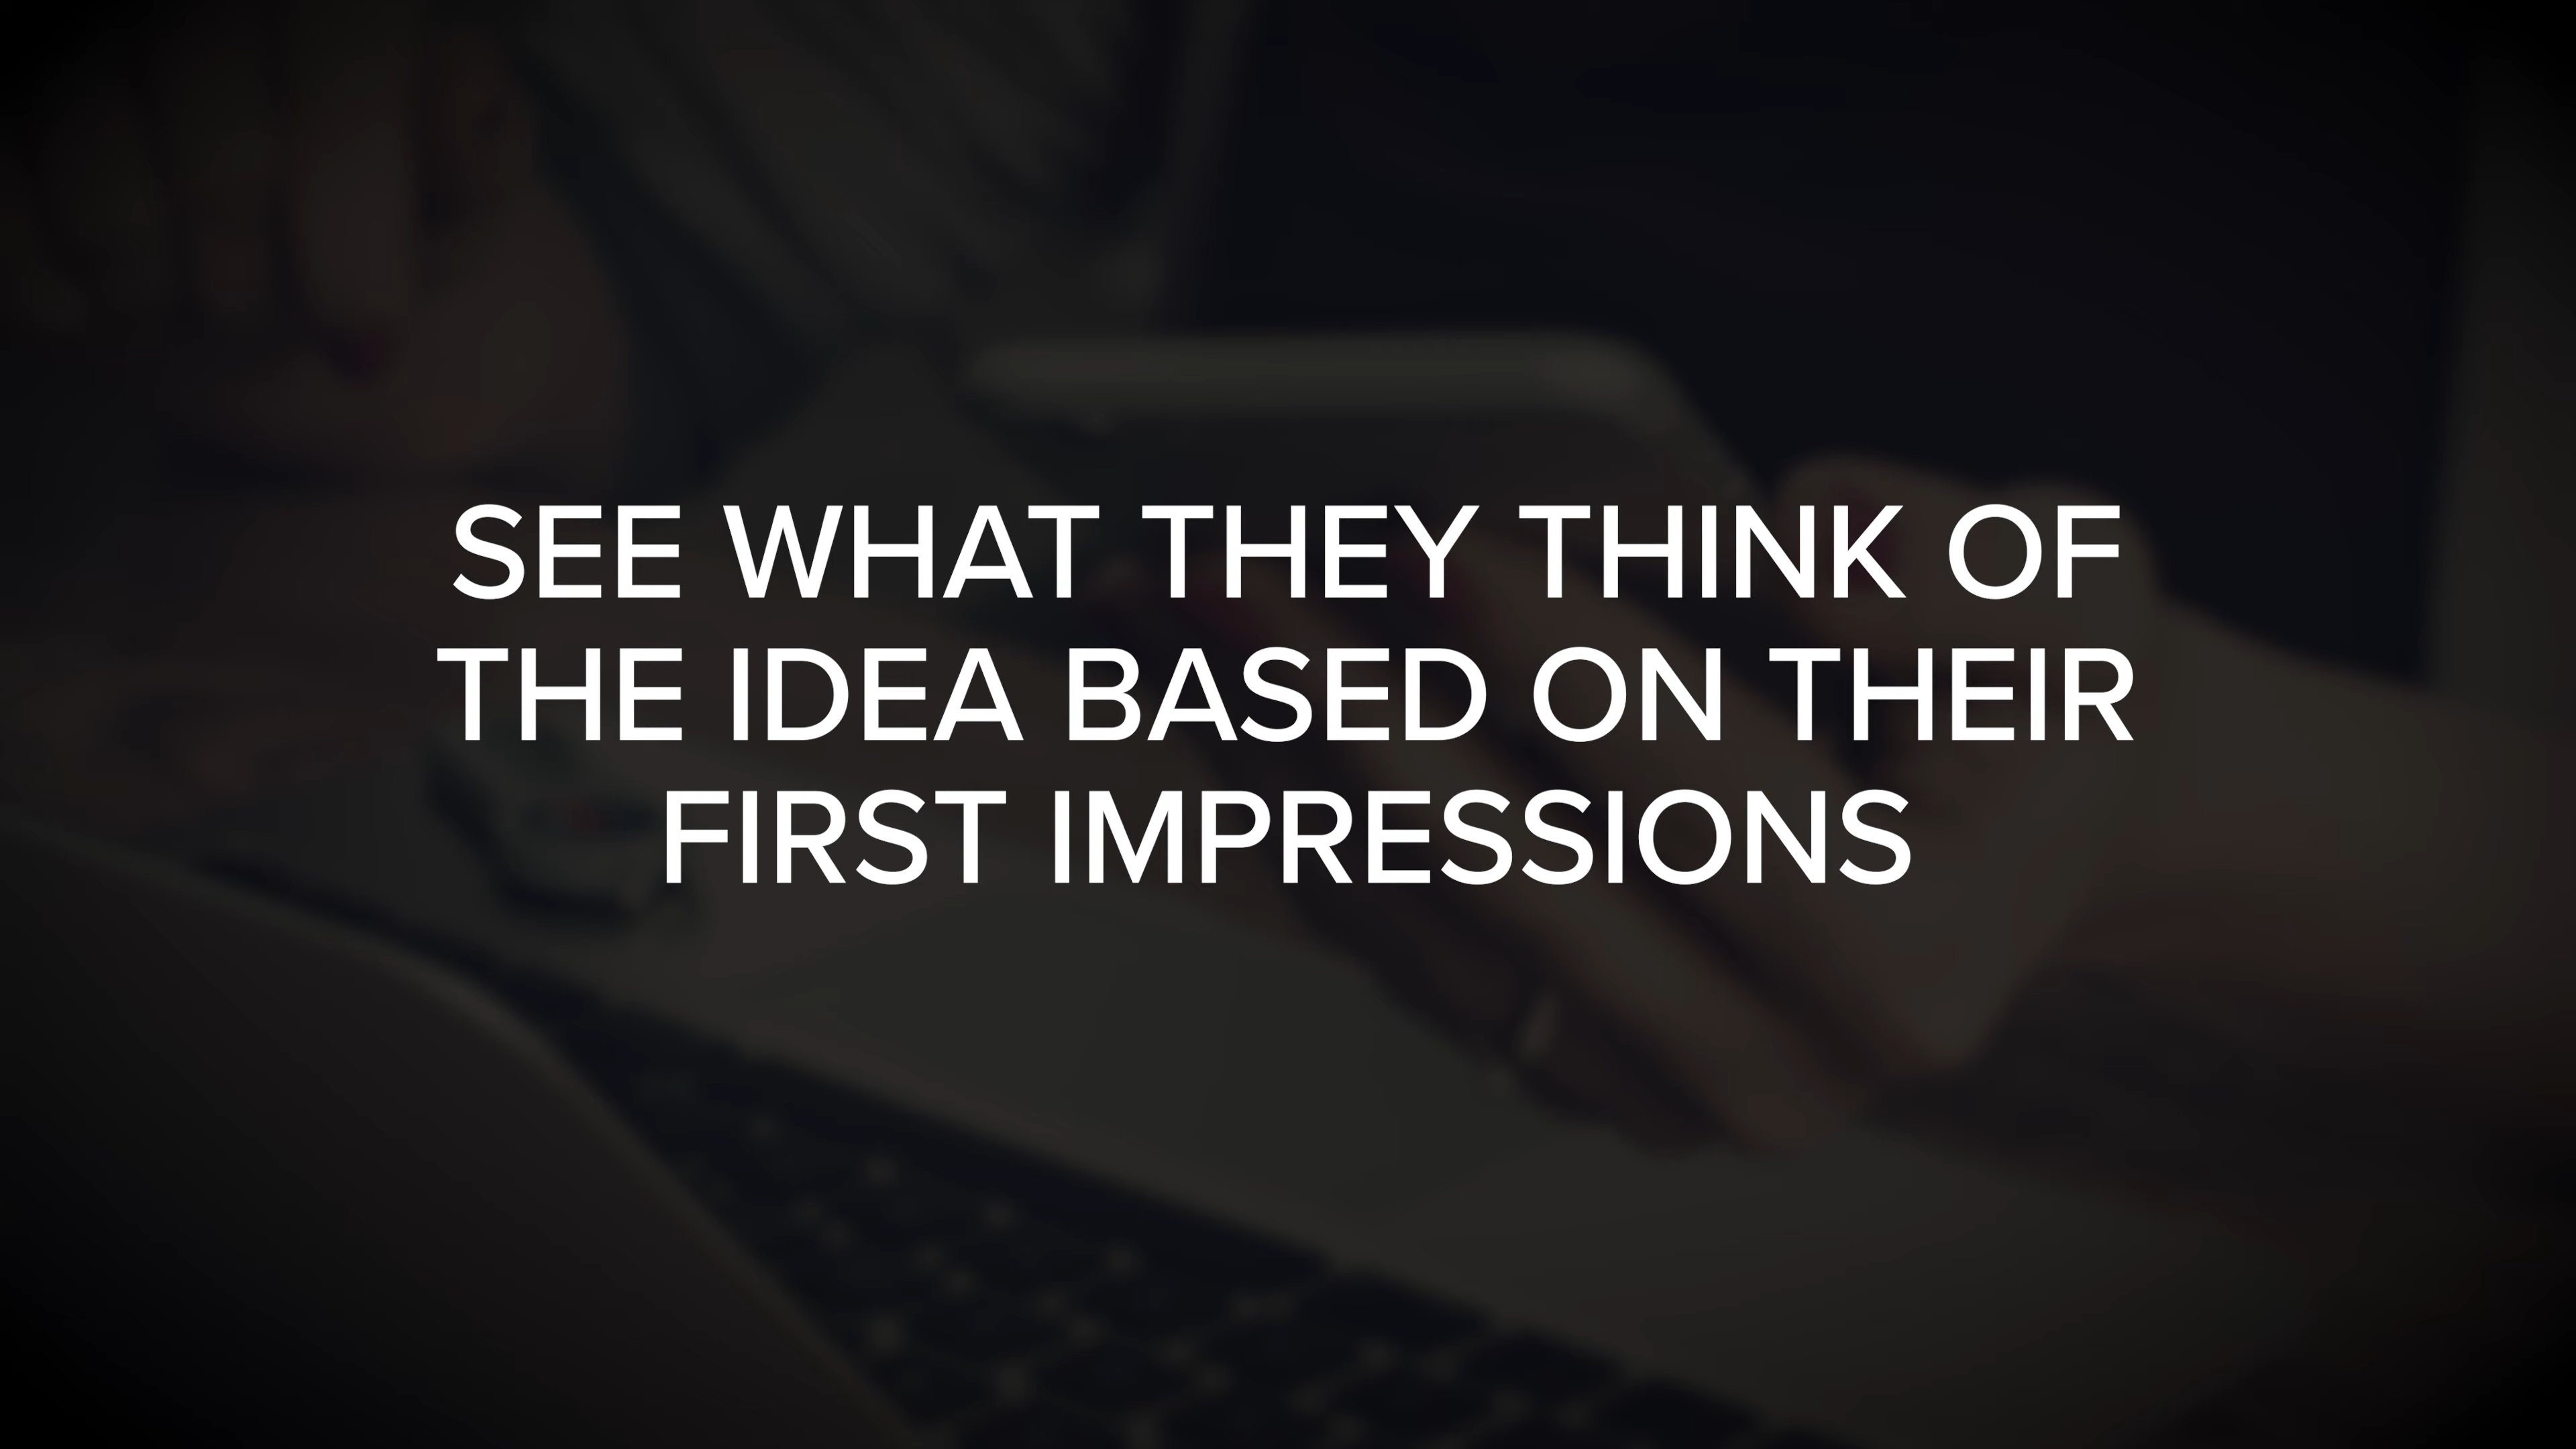 SEE WHAT THEY THINK OF
THE IDEA BASED ON THEIR
FIRST IMPRESSIONS